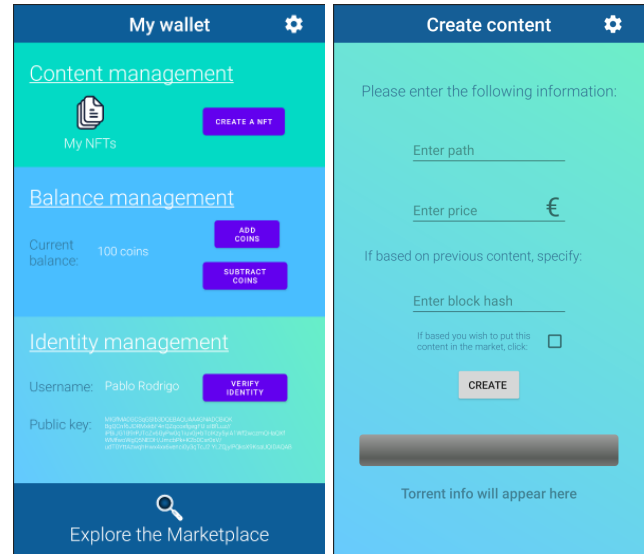 My wallet
Content management
My NFTs
CREATE A NFT
Balance management
Current
balance:
100 coins
ADD
COINS
SUBTRACT
COINS
Identity management
Username:
Pablo Rodrigo
VERIFY
IDENTITY
Public key:
Explore the Marketplace
Create content
Please enter the following information:
Enter path
Enter price
€
If based on previous content, specify:
Enter block hash
If based you wish to put this
content in the market, click.
CREATE
Torrent info will appear here